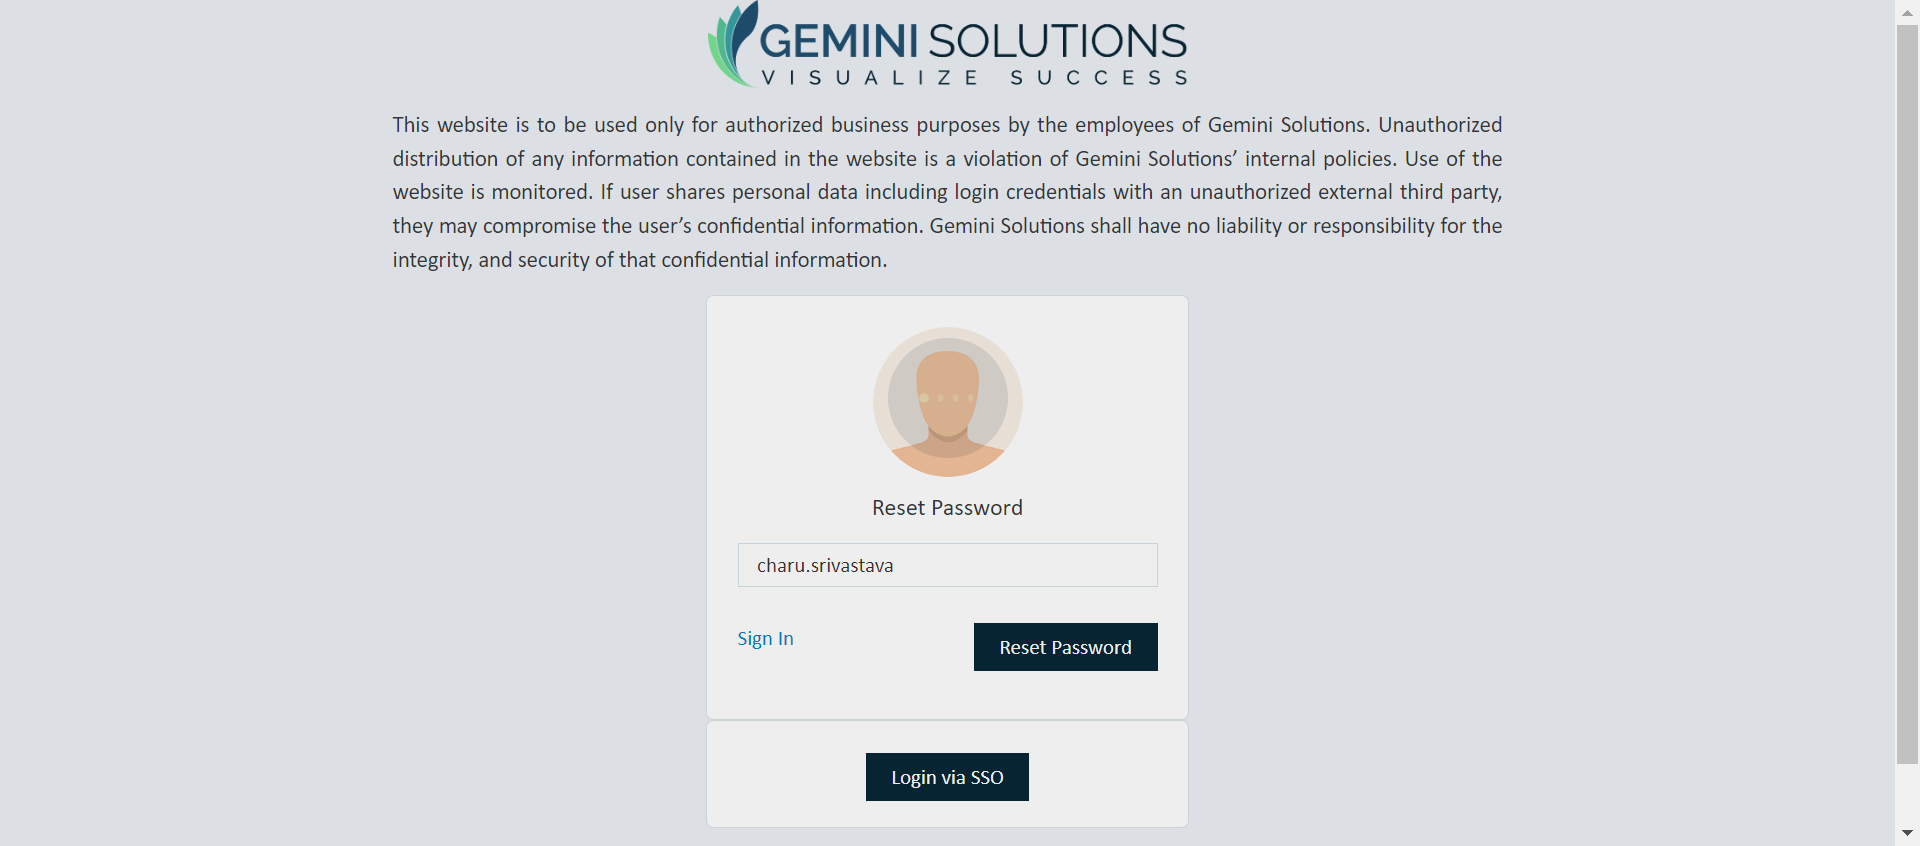 GEMINI SOLUTIONS
VISUALIZE SUCCESS
This website is to be used only for authorized business purposes by the employees of Gemini Solutions. Unauthorized
distribution of any information contained in the website is a violation of Gemini Solutions’ internal policies. Use of the
website is monitored. If user shares personal data including login credentials with an unauthorized external third party,
they may compromise the user’s confidential information. Gemini Solutions shall have no liability or responsibility for the
integrity, and security of that confidential information.
Reset Password
charu.srivastava
Sign In
Reset Password
Login via SSO